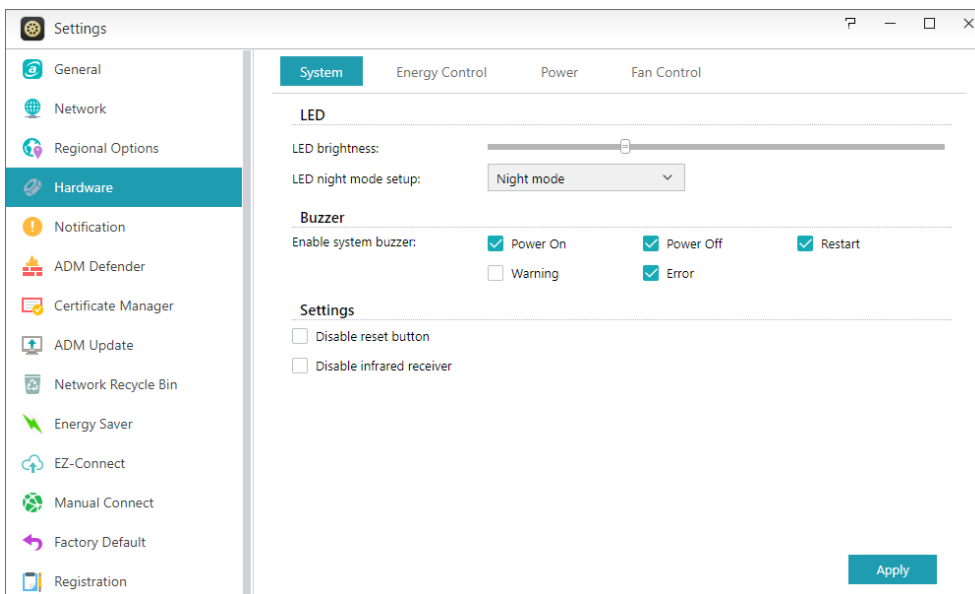 Settings
General
Network
Regional Options
Hardware
Notification
ADM Defender
Certificate Manager
ADM Update
Network Recycle Bin
Energy Saver
EZ-Connect
Manual Connect
Factory Default
Registration
System Energy Control Power Fan Control
LED
LED brightness:
LED night mode setup: Night mode
Buzzer
Enable system buzzer: Power On Power Off Restart
Warning Error
Settings
Disable reset button
Disable infrared receiver
Apply